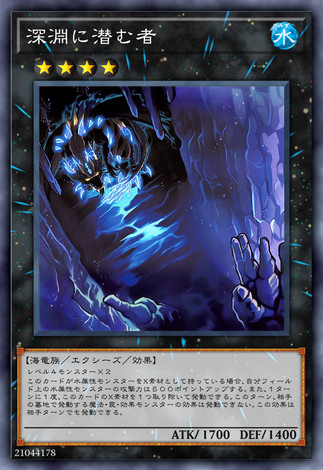 深淵に潜む者
水
【海竜族／エクシーズ／効果】
レベル４モンスター×２
このカードが水属性モンスターをX素材として持っている場合、自分フィール
ド上の水属性モンスターの攻撃力は５００ポイントアップする。また、１ター
ンに１度、このカードのX素材を１つ取り除いて発動できる。このターン、相手
の墓地で発動する魔法・罠・効果モンスターの効果は発動できない。この効果は
相手ターンでも発動できる。
ATK/1700 DEF/1400
21044178